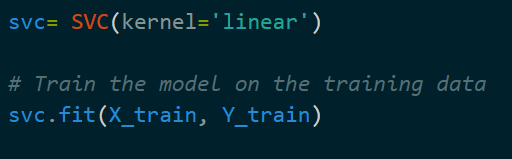 svc= SVC(kernel='linear')
# Train the model on the training data
svc.fit(X_train, Y_train)